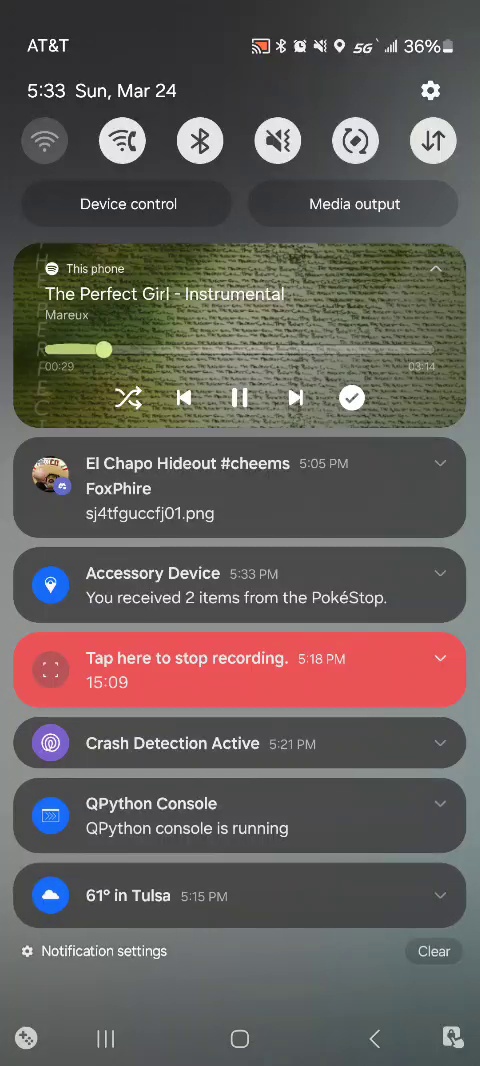 AT&T
5G 36%
5:33 Sun, Mar 24
Device control
Media output
This phone
The Perfect Girl - Instrumental
Mareux
00:29
03:14
El Chapo Hideout #cheems 5:05 PM
FoxPhire
sj4tfguccfj01.png
Accessory Device 5:33 PM
You received 2 items from the PokéStop.
Tap here to stop recording. 5:18 PM
15:09
Crash Detection Active 5:21 PM
QPython Console
QPython console is running
61° in Tulsa 5:15 PM
Notification settings
Clear